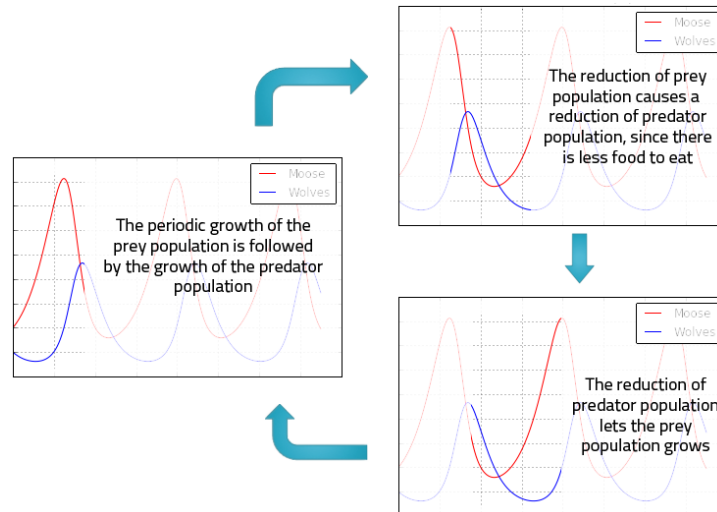 Moose
Wolves
The periodic growth of the
prey population is followed
by the growth of the predator
population
Moose
Wolves
The reduction of prey
population causes a
reduction of predator
population, since there
is less food to eat
Moose
Wolves
The reduction of
predator population
lets the prey
population grows